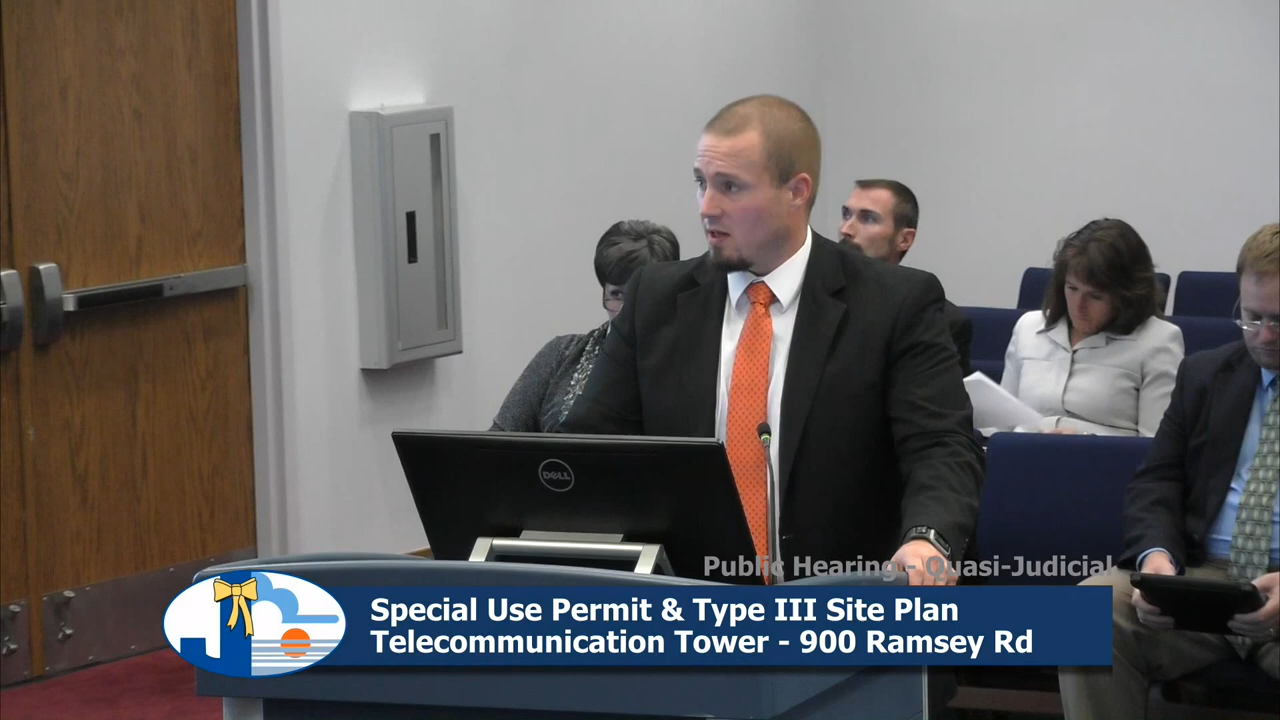 DELL
Public Hearing - Quasi-Judicial
Special Use Permit & Type III Site Plan
Telecommunication Tower - 900 Ramsey Rd